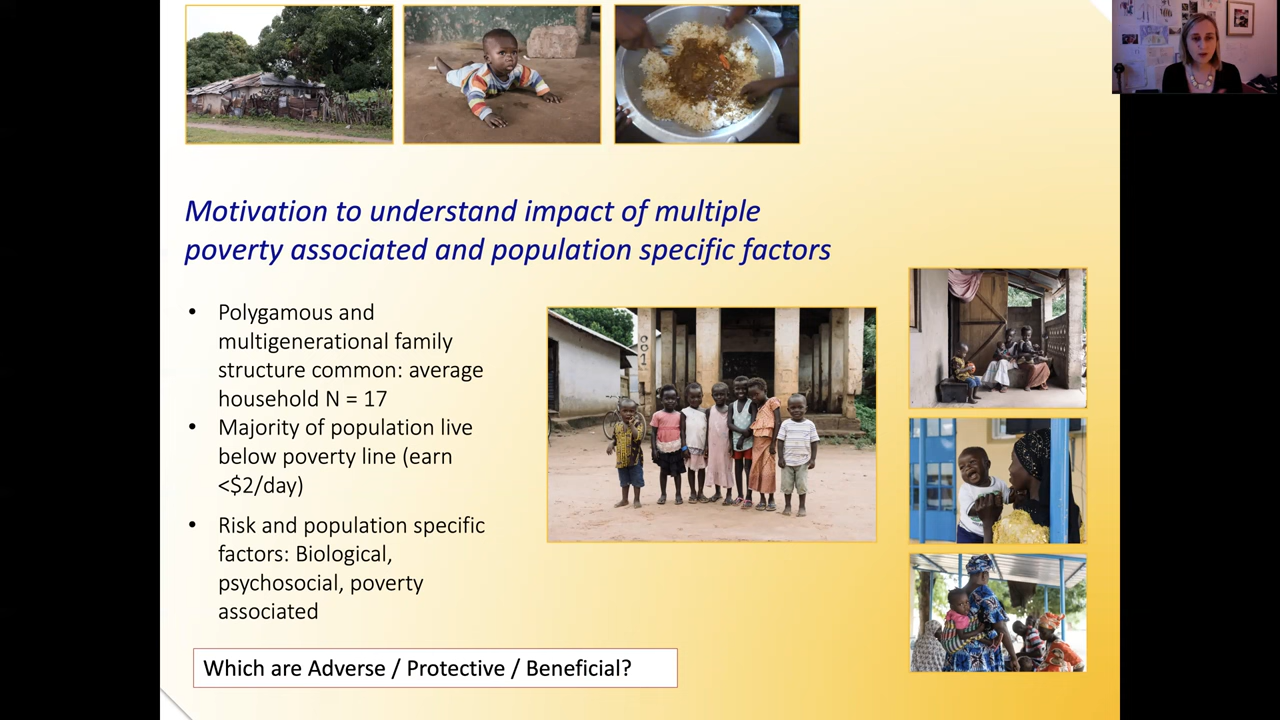 Motivation to understand impact of multiple
poverty associated and population specific factors
• Polygamous and
multigenerational family
structure common: average
household N = 17
• Majority of population live
below poverty line (earn
<$2/day)
• Risk and population specific
factors: Biological,
psychosocial, poverty
associated
Which are Adverse / Protective / Beneficial?
001